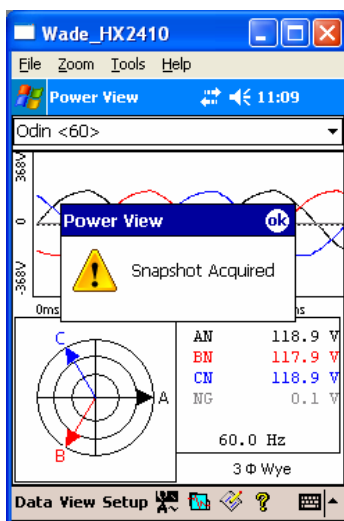 Wade_HX2410
File Zoom Tools Help
Power View 11:09
Odin <60>
368V
0
-368V
Power View ok
Snapshot Acquired
0ms
C
A
B
AN 118.9 V
BN 117.9 V
CN 118.9 V
NG 0.1 V
60.0 Hz
3 Φ Wye
Data View Setup